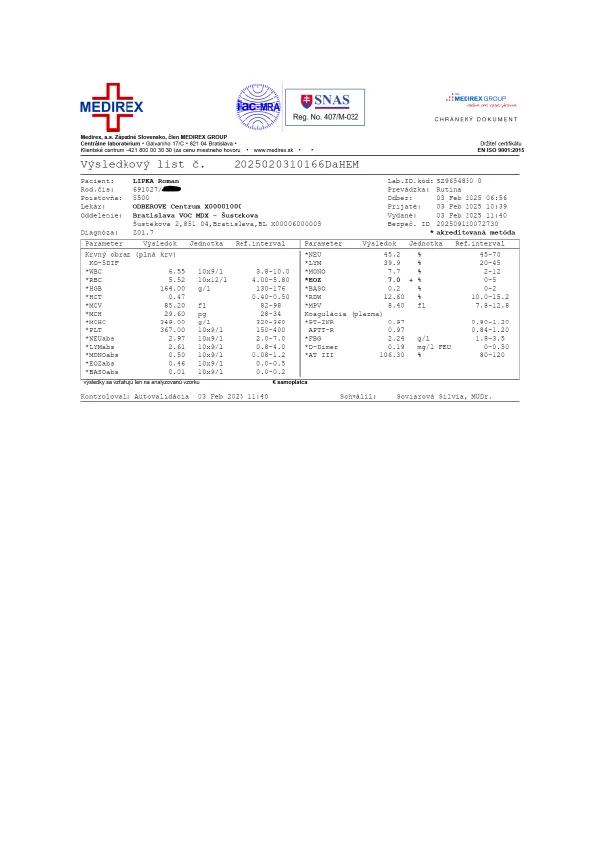 MEDIREX
ilac-MRA
SNAS
Reg. No. 407/M-032
MEDIREX GROUP
CHRÁNENÝ DOKUMENT
Medirex, a.s. Západné Slovensko, člen MEDIREX GROUP
Centrálne laboratórium • Galvaniho 17/C • 821 04 Bratislava • Držiteľ certifikátu
Klientské centrum -421 800 00 30 30 (za cenu miestneho hovoru • www.medirex.sk • • EN ISO 9001:2015
Výsledkový list č. 2025020310166DaHEM
Pacient: LIPKA Roman Lab.ID.kód:
Rod.čís: 691027/ Prevádzka: Rutina
Poisťovňa: 5500 Odber: 03 Feb 2025 06:56
Lekár: ODBEROVE Centrum X00001000 Prijaté: 03 Feb 2025 10:39
Oddelenie: Bratislava VOC MDX - Šustekova Vydané: 03 Feb 2025 11:40
Šustekova 2,851 04,Bratislava,BL X00006000005 Bezpeč. ID
Diagnóza: Z01.7 * akreditovaná metóda
Parameter Výsledok Jednotka Ref.interval Parameter Výsledok Jednotka Ref.interval
Krvný obraz (plná krv) *NEU 45.2 % 45-70
KO-5DIF *LYM 39.9 % 20-45
*WBC 6.55 10x9/l 3.8-10.0 *MONO 7.7 % 2-12
*RBC 5.52 10x12/l 4.00-5.80 *EOZ 7.0 + % 0-5
*HGB 164.00 g/l 130-176 *BASO 0.2 % 0-2
*HCT 0.47 0.40-0.50 *RDW 12.60 % 10.0-15.2
*MCV 85.20 fl 82-98 *MPV 8.40 fl 7.8-12.8
*MCH 29.60 pg 28-34 Koagulácia (plazma)
*MCHC 348.00 g/l 320-360 *PT-INR 0.97 0.80-1.20
*PLT 367.00 10x9/l 150-400 APTT-R 0.97 0.84-1.20
*NEUabs 2.97 10x9/l 2.0-7.0 *FBG 2.24 g/l 1.8-3.5
*LYMabs 2.61 10x9/l 0.8-4.0 *D-Dimer 0.19 mg/l FEU 0-0.50
*MONOabs 0.50 10x9/l 0.08-1.2 *AT III 106.30 % 80-120
*EOZabs 0.46 10x9/l 0.0-0.5
*BASOabs 0.01 10x9/l 0.0-0.2
výsledky sa vzťahujú len na analyzovanú vzorku € samoplatca
Kontroloval: Autovalidácia 03 Feb 2025 11:40 Schválil: Soviarová Silvia, MUDr.